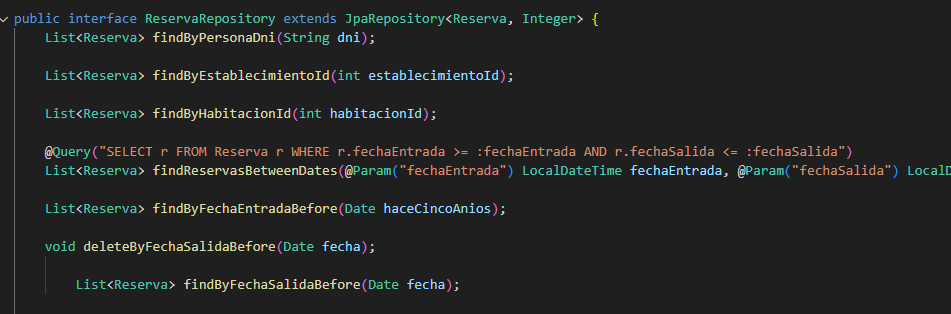 public interface ReservaRepository extends JpaRepository<Reserva, Integer> {
List<Reserva> findByPersonaDni(String dni);
List<Reserva> findByEstablecimientoId(int establecimientoId);
List<Reserva> findByHabitacionId(int habitacionId);
@Query("SELECT r FROM Reserva r WHERE r.fechaEntrada >= :fechaEntrada AND r.fechaSalida <= :fechaSalida")
List<Reserva> findReservasBetweenDates(@Param("fechaEntrada") LocalDateTime fechaEntrada, @Param("fechaSalida") LocalD
List<Reserva> findByFechaEntradaBefore(Date haceCincoAnios);
void deleteByFechaSalidaBefore(Date fecha);
List<Reserva> findByFechaSalidaBefore(Date fecha);